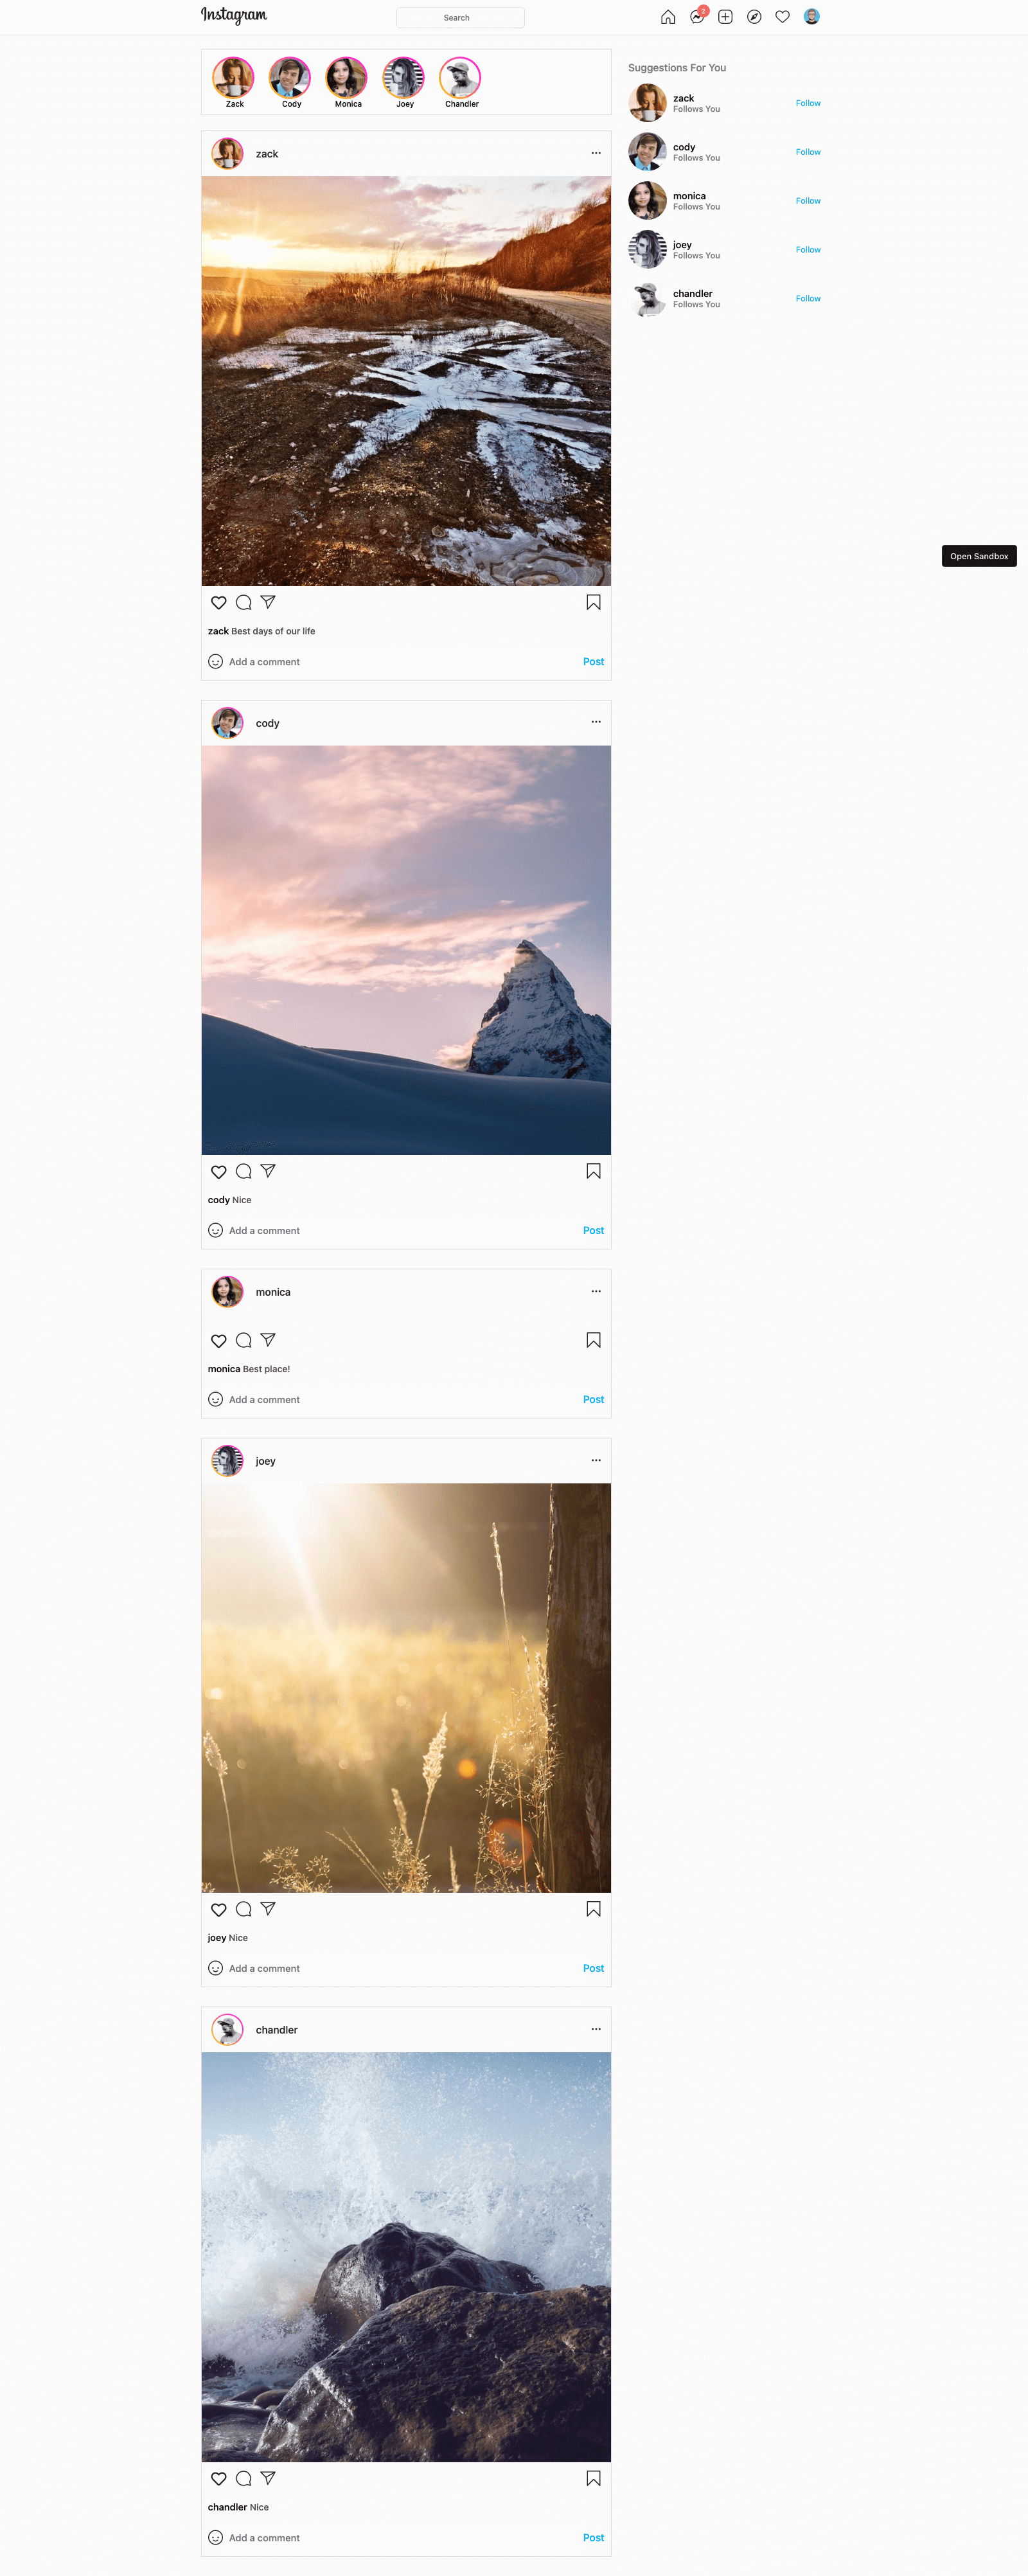 Instagram
Search
2
Zack
Cody
Monica
Joey
Chandler
Suggestions For You
zack
Follows You
Follow
cody
Follows You
Follow
monica
Follows You
Follow
joey
Follows You
Follow
chandler
Follows You
Follow
zack
zack Best days of our life
Add a comment
Post
Open Sandbox
cody
cody Nice
Add a comment
Post
monica
monica Best place!
Add a comment
Post
joey
joey Nice
Add a comment
Post
chandler
chandler Nice
Add a comment
Post